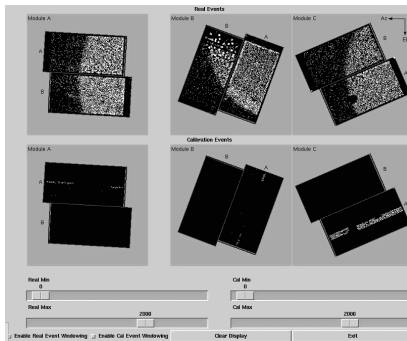 Real Events
Module A
Module B
Module C
Az
El
A
B
B
A
B
A
Calibration Events
Module A
Module B
Module C
A
B
B
A
B
A
Real Min
0
Cal Min
0
Real Max
2000
Cal Max
2000
Enable Real Event Windowing
Enable Cal Event Windowing
Clear Display
Exit